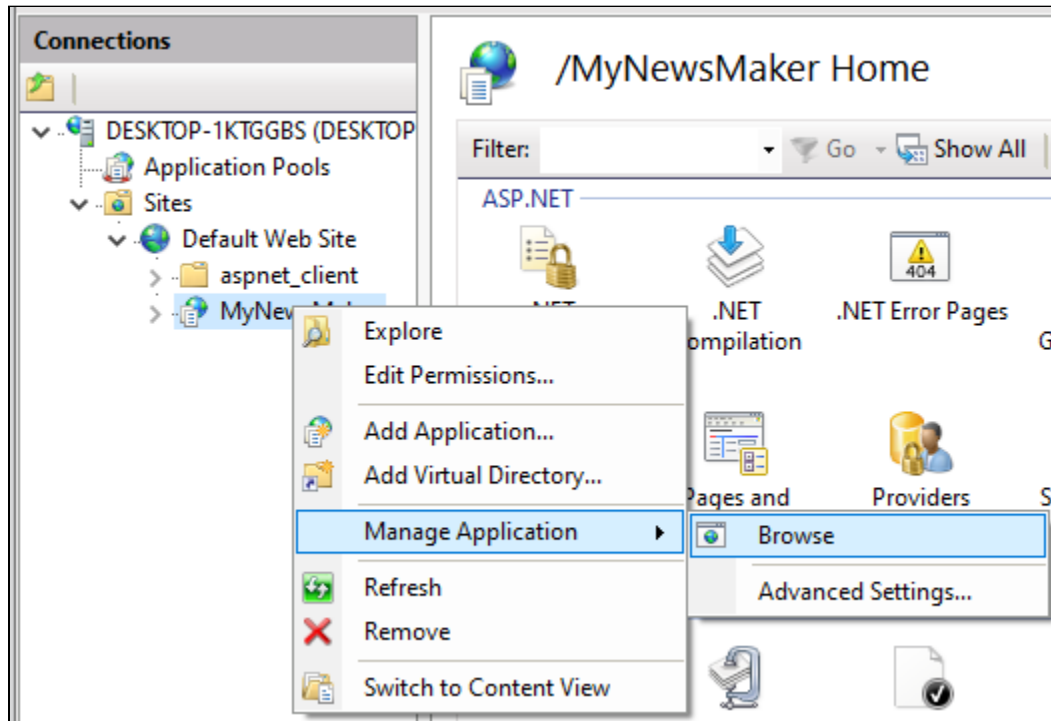 Connections
/MyNewsMaker Home
DESKTOP-1KTGGBS (DESKTOP
Application Pools
Sites
Default Web Site
aspnet_client
Filter:
Go
Show All
ASP.NET
404
.NET
.NET Error Pages
Explore
Edit Permissions...
Add Application...
Add Virtual Directory...
Manage Application
Refresh
Remove
Switch to Content View
Pages and
Providers
Browse
Advanced Settings...